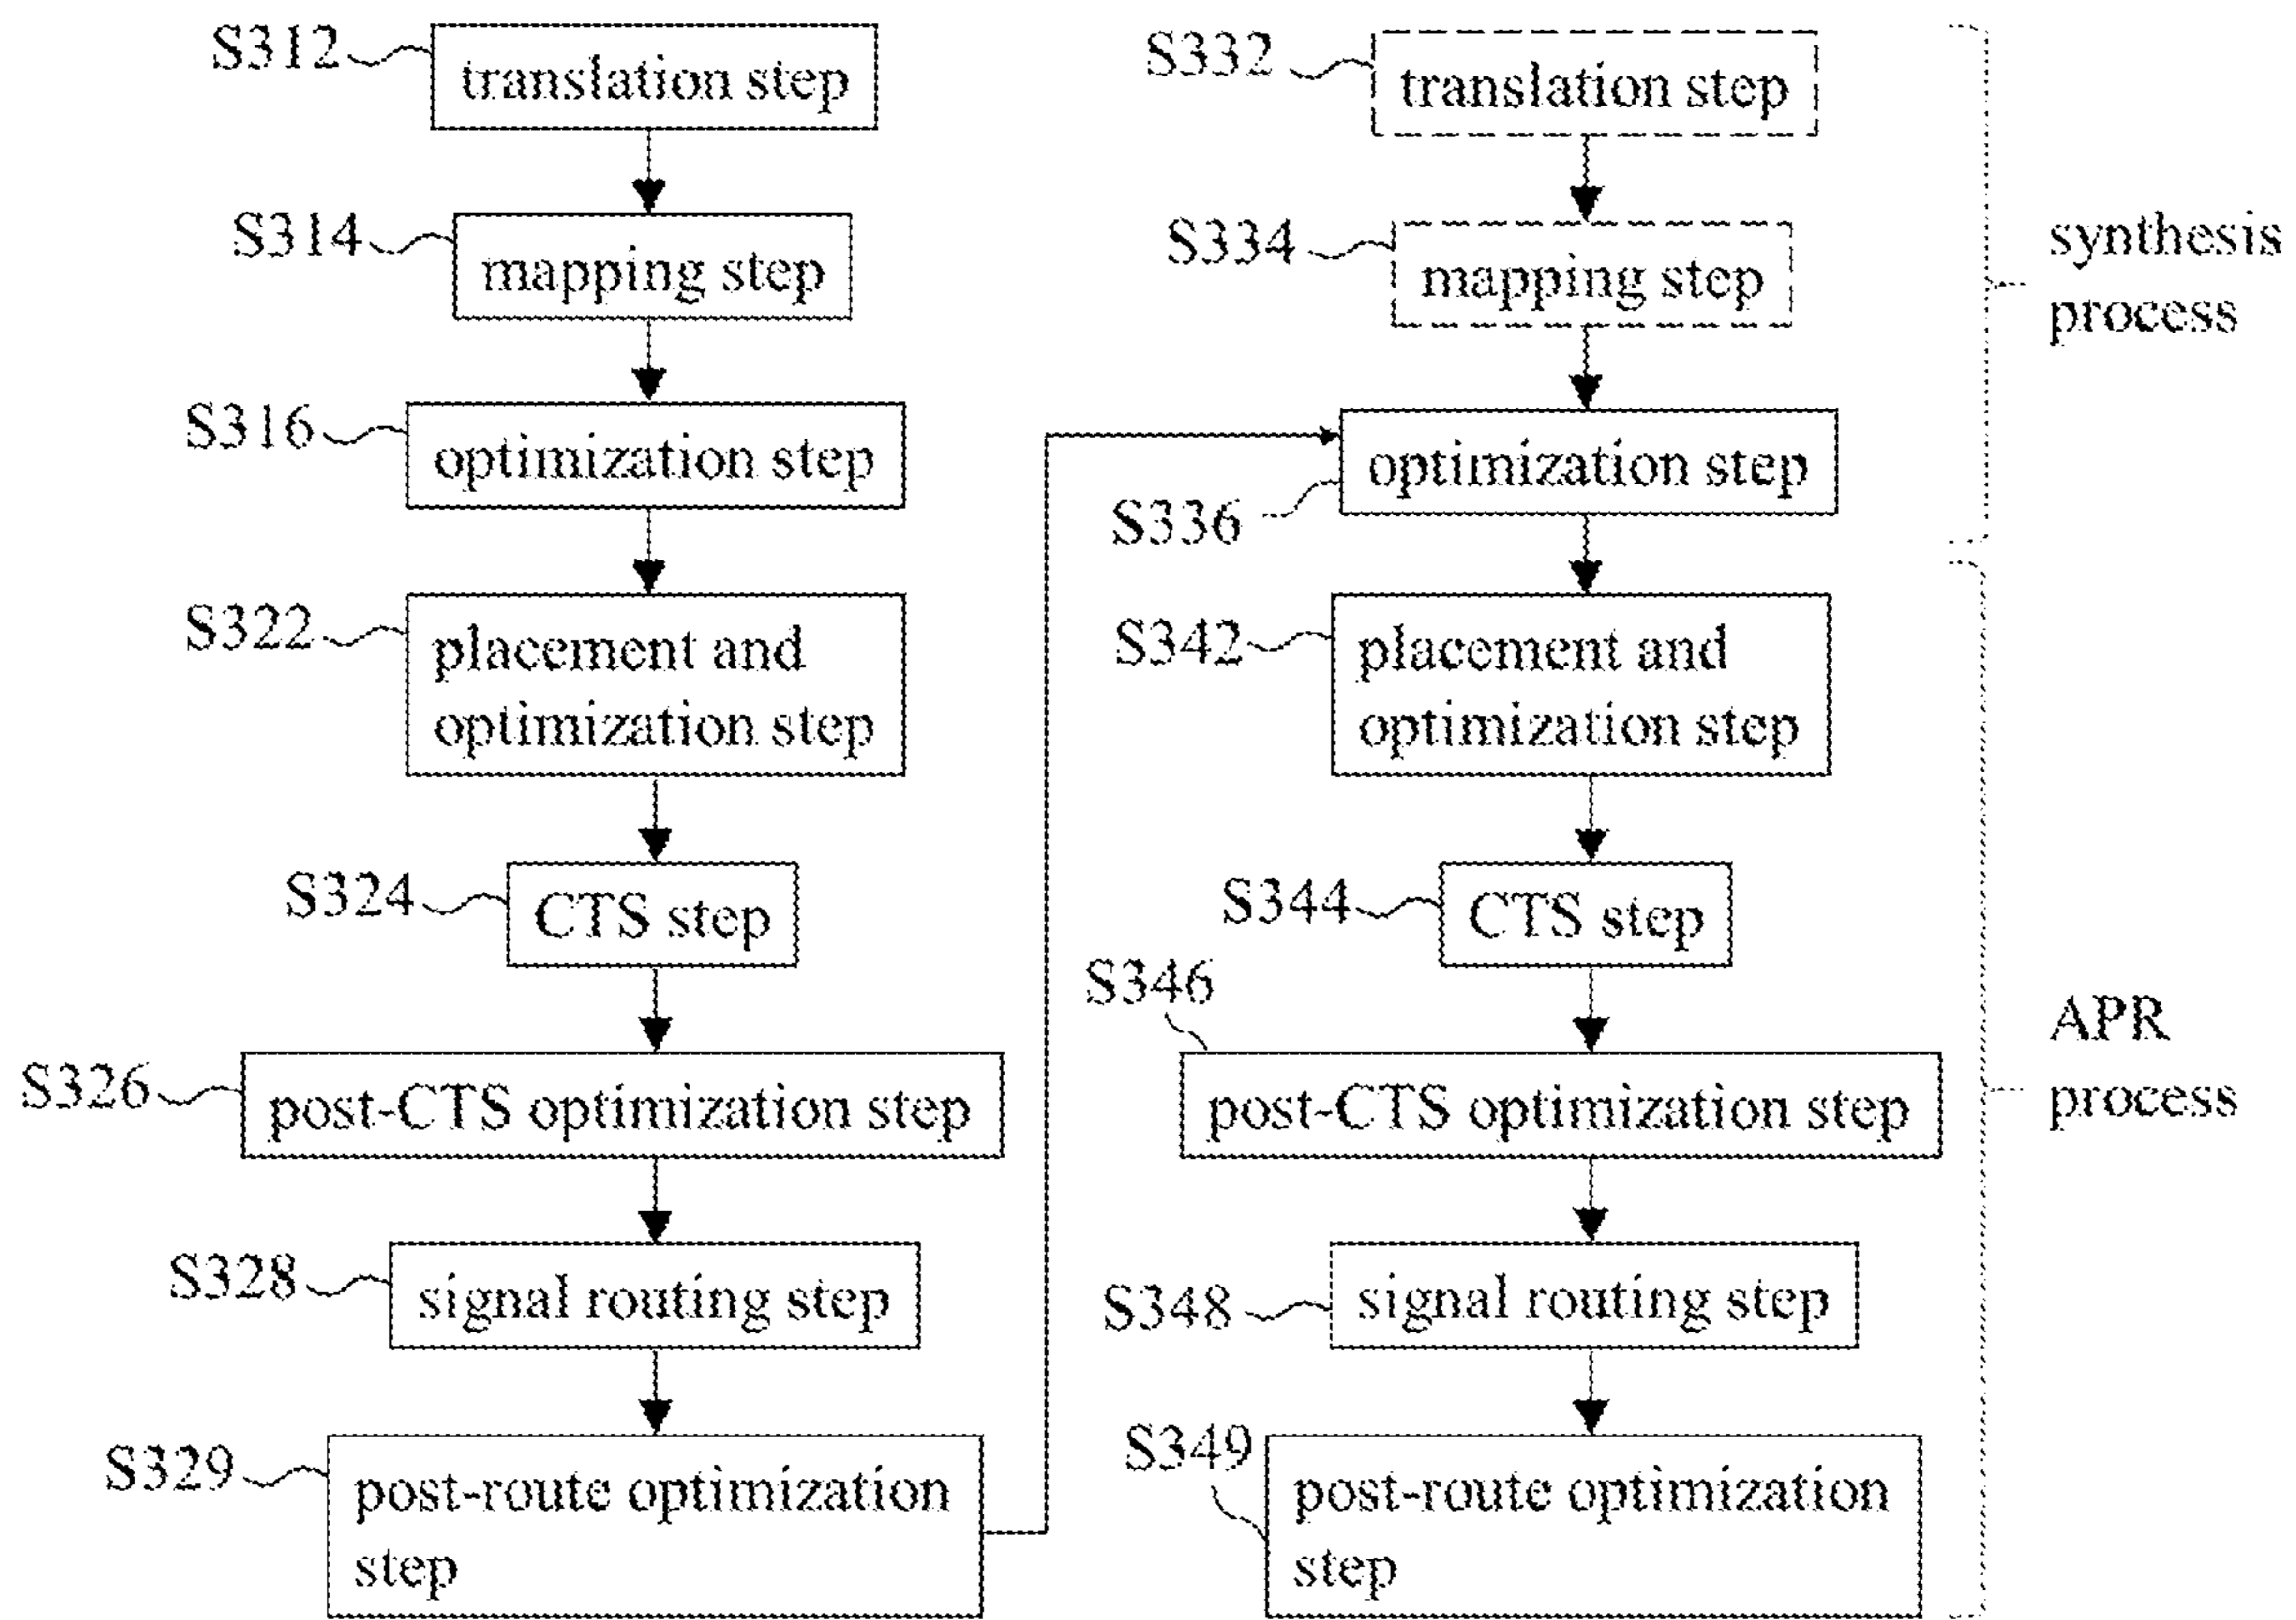 S312
translation step
S314
mapping step
S316
optimization step
S322
placement and
optimization step
S324
CTS step
S326
post-CTS optimization step
S328
signal routing step
S329
post-route optimization
step
S332
translation step
S334
mapping step
optimization step
S336
S342
placement and
optimization step
S344
CTS step
S346
post-CTS optimization step
S348
signal routing step
S349
post-route optimization
step
synthesis
process
APR
process